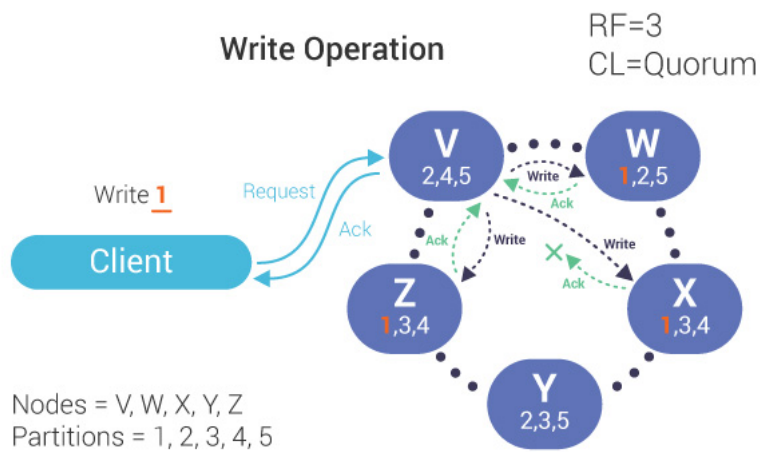 Write Operation
RF=3
CL=Quorum
Write 1
Request
Ack
Client
V
2,4,5
W
1,2,5
Write
Ack
Ack
Write
Write
Ack
Z
1,3,4
X
1,3,4
Y
2,3,5
Nodes = V, W, X, Y, Z
Partitions = 1, 2, 3, 4, 5